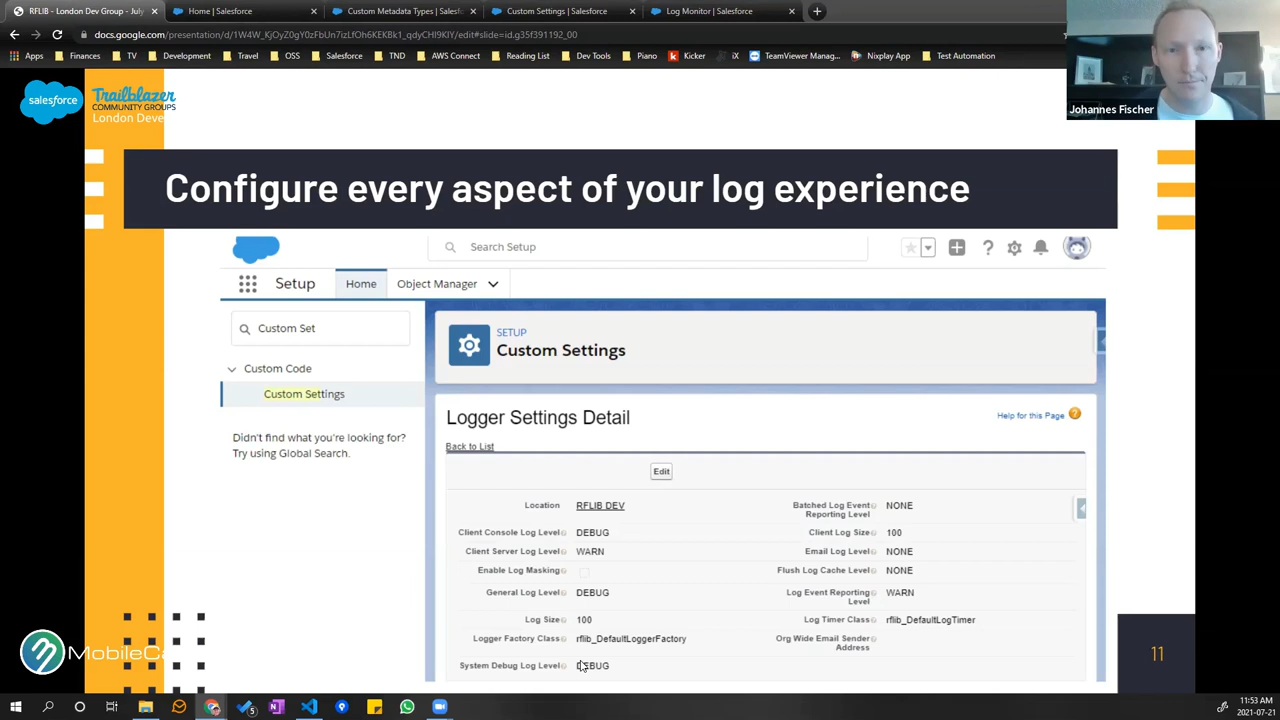 RFLIB - London Dev Group - July
Home | Salesforce
Custom Metadata Types | Salesfo
Custom Settings | Salesforce
Log Monitor | Salesforce
docs.google.com/presentation/d/
Apps
Finances
TV
Development
Travel
OSS
Salesforce
TND
AWS Connect
Reading List
Dev Tools
Piano
Kicker
iX
TeamViewer Manag...
Nixplay App
Test Automation
Johannes Fischer
salesforce
Trailblazer
COMMUNITY GROUPS
London Deve
Configure every aspect of your log experience
Search Setup
Setup
Home
Object Manager
Custom Set
Custom Code
Custom Settings
Didn't find what you're looking for?
Try using Global Search.
SETUP
Custom Settings
Logger Settings Detail
Help for this Page
Back to List
Edit
Location RFLIB DEV
Batched Log Event
Reporting Level NONE
Client Console Log Level DEBUG
Client Log Size 100
Client Server Log Level WARN
Email Log Level NONE
Enable Log Masking
Flush Log Cache Level NONE
General Log Level DEBUG
Log Event Reporting
Level WARN
Log Size 100
Log Timer Class rflib_DefaultLogTimer
Logger Factory Class rflib_DefaultLoggerFactory
Org Wide Email Sender
Address
System Debug Log Level DEBUG
MobileCa
11
11:53 AM
2021-07-21